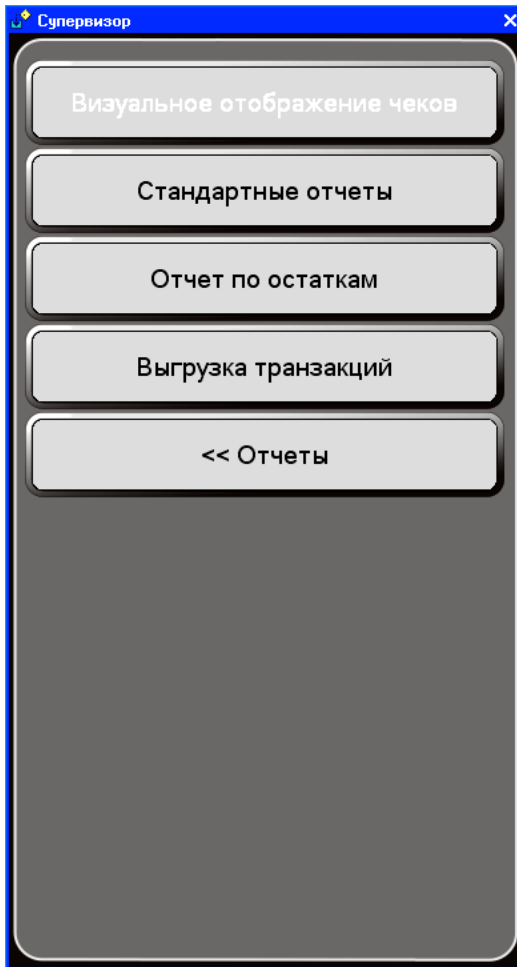 Супервизор
Визуальное отображение чеков
Стандартные отчеты
Отчет по остаткам
Выгрузка транзакций
<< Отчеты